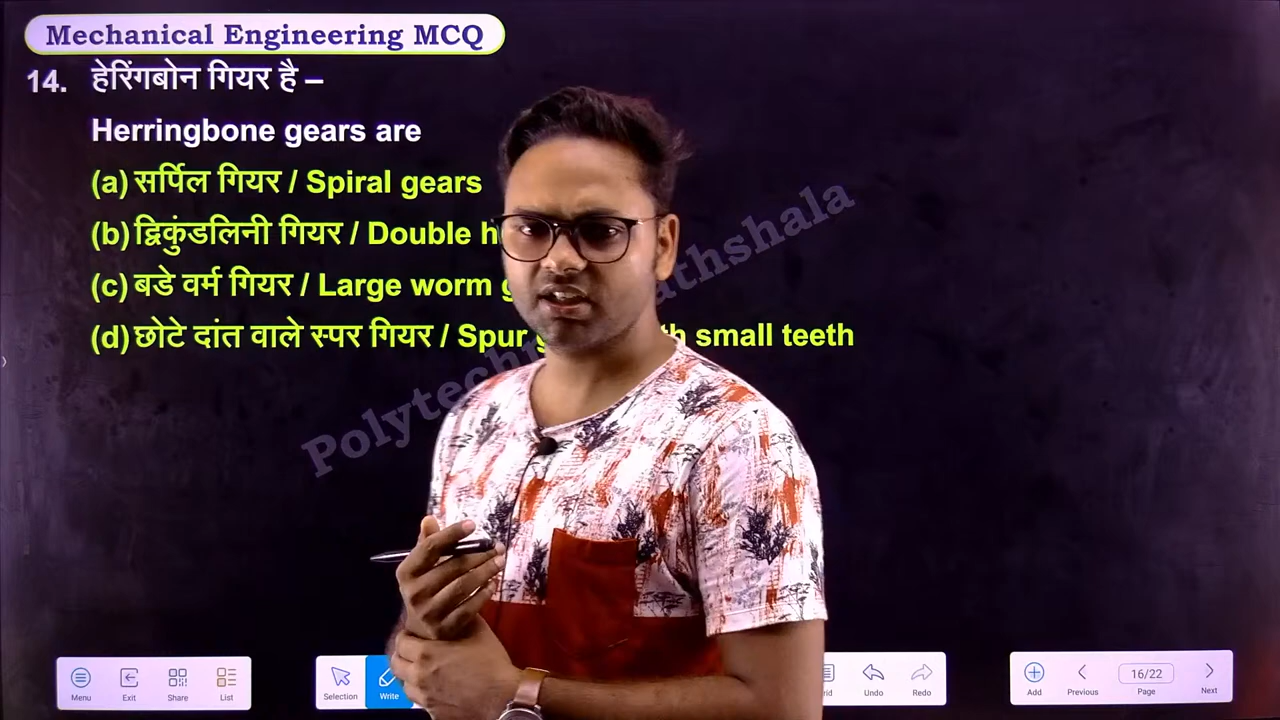 Mechanical Engineering MCQ
14. हेरिंगबोन गियर है –
Herringbone gears are
(a) सर्पिल गियर / Spiral gears
(b) द्विकुंडलिनी गियर / Double
(c) बडे वर्म गियर / Large worm
(d) छोटे दांत वाले स्पर गियर / Spur small teeth
Menu Exit Share List Selection Write Undo Redo Add Previous 16/22 Page Next